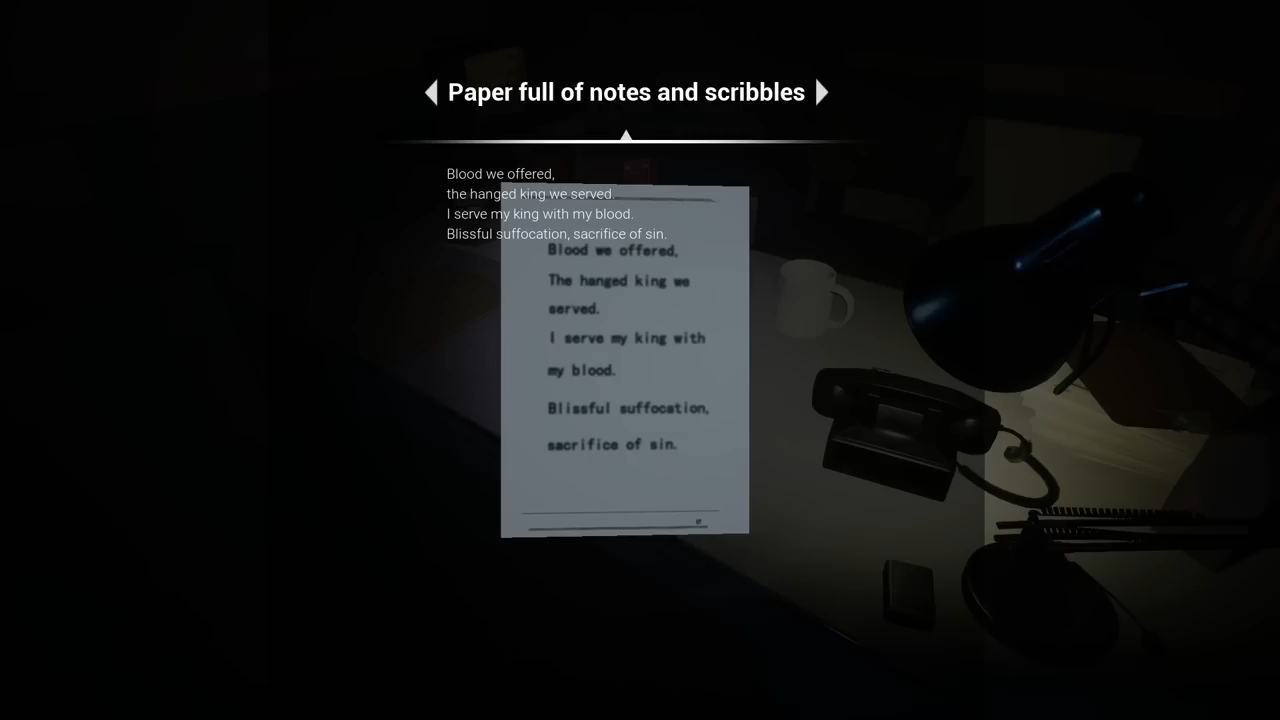 Paper full of notes and scribbles
Blood we offered,
the hanged king we served.
I serve my king with my blood.
Blissful suffocation, sacrifice of sin.
Blood we offered,
The hanged king we
served.
I serve my king with
my blood.
Blissful suffocation,
sacrifice of sin.